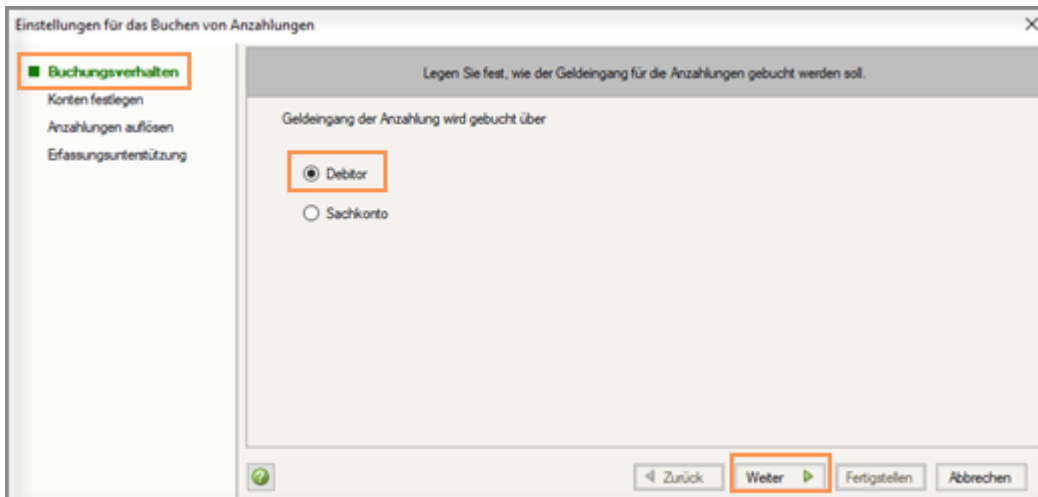 Einstellungen für das Buchen von Anzahlungen
Buchungsverhalten
Konten festlegen
Anzahlungen auflösen
Erfassungsunterstützung
Legen Sie fest, wie der Geldeingang für die Anzahlungen gebucht werden soll.
Geldeingang der Anzahlung wird gebucht über
Debitor
Sachkonto
Zurück Weiter Fertigstellen Abbrechen